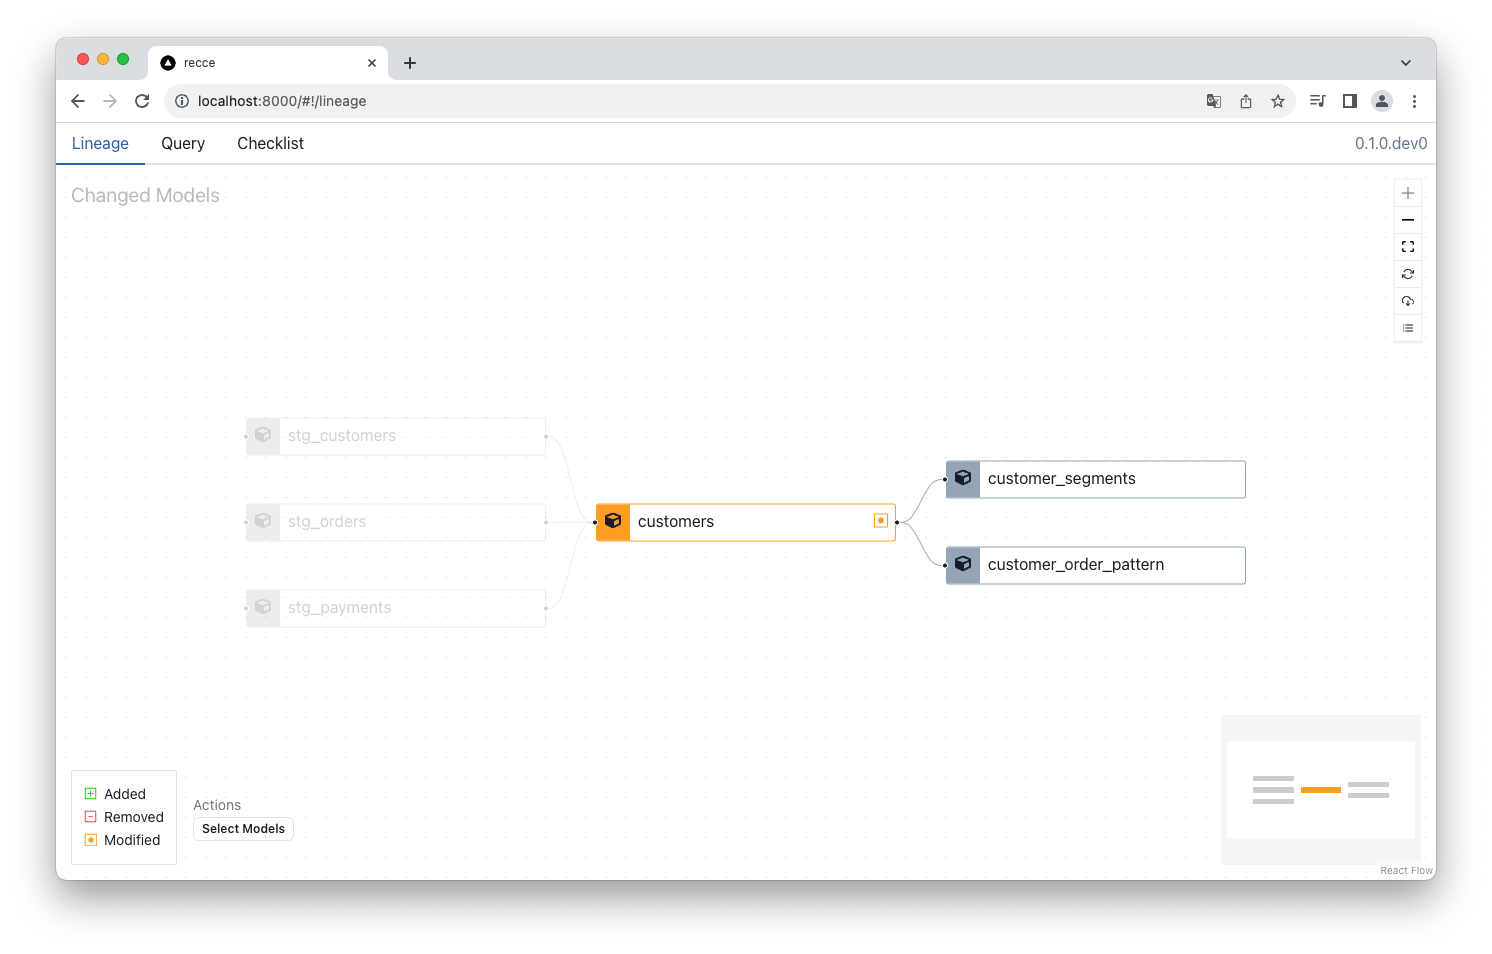 recce
localhost:8000/#!/lineage
Lineage Query Checklist 0.1.0.dev0
Changed Models
stg_customers
customer_segments
stg_orders
customers
customer_order_pattern
stg_payments
Added
Removed
Modified
Actions
Select Models
React Flow